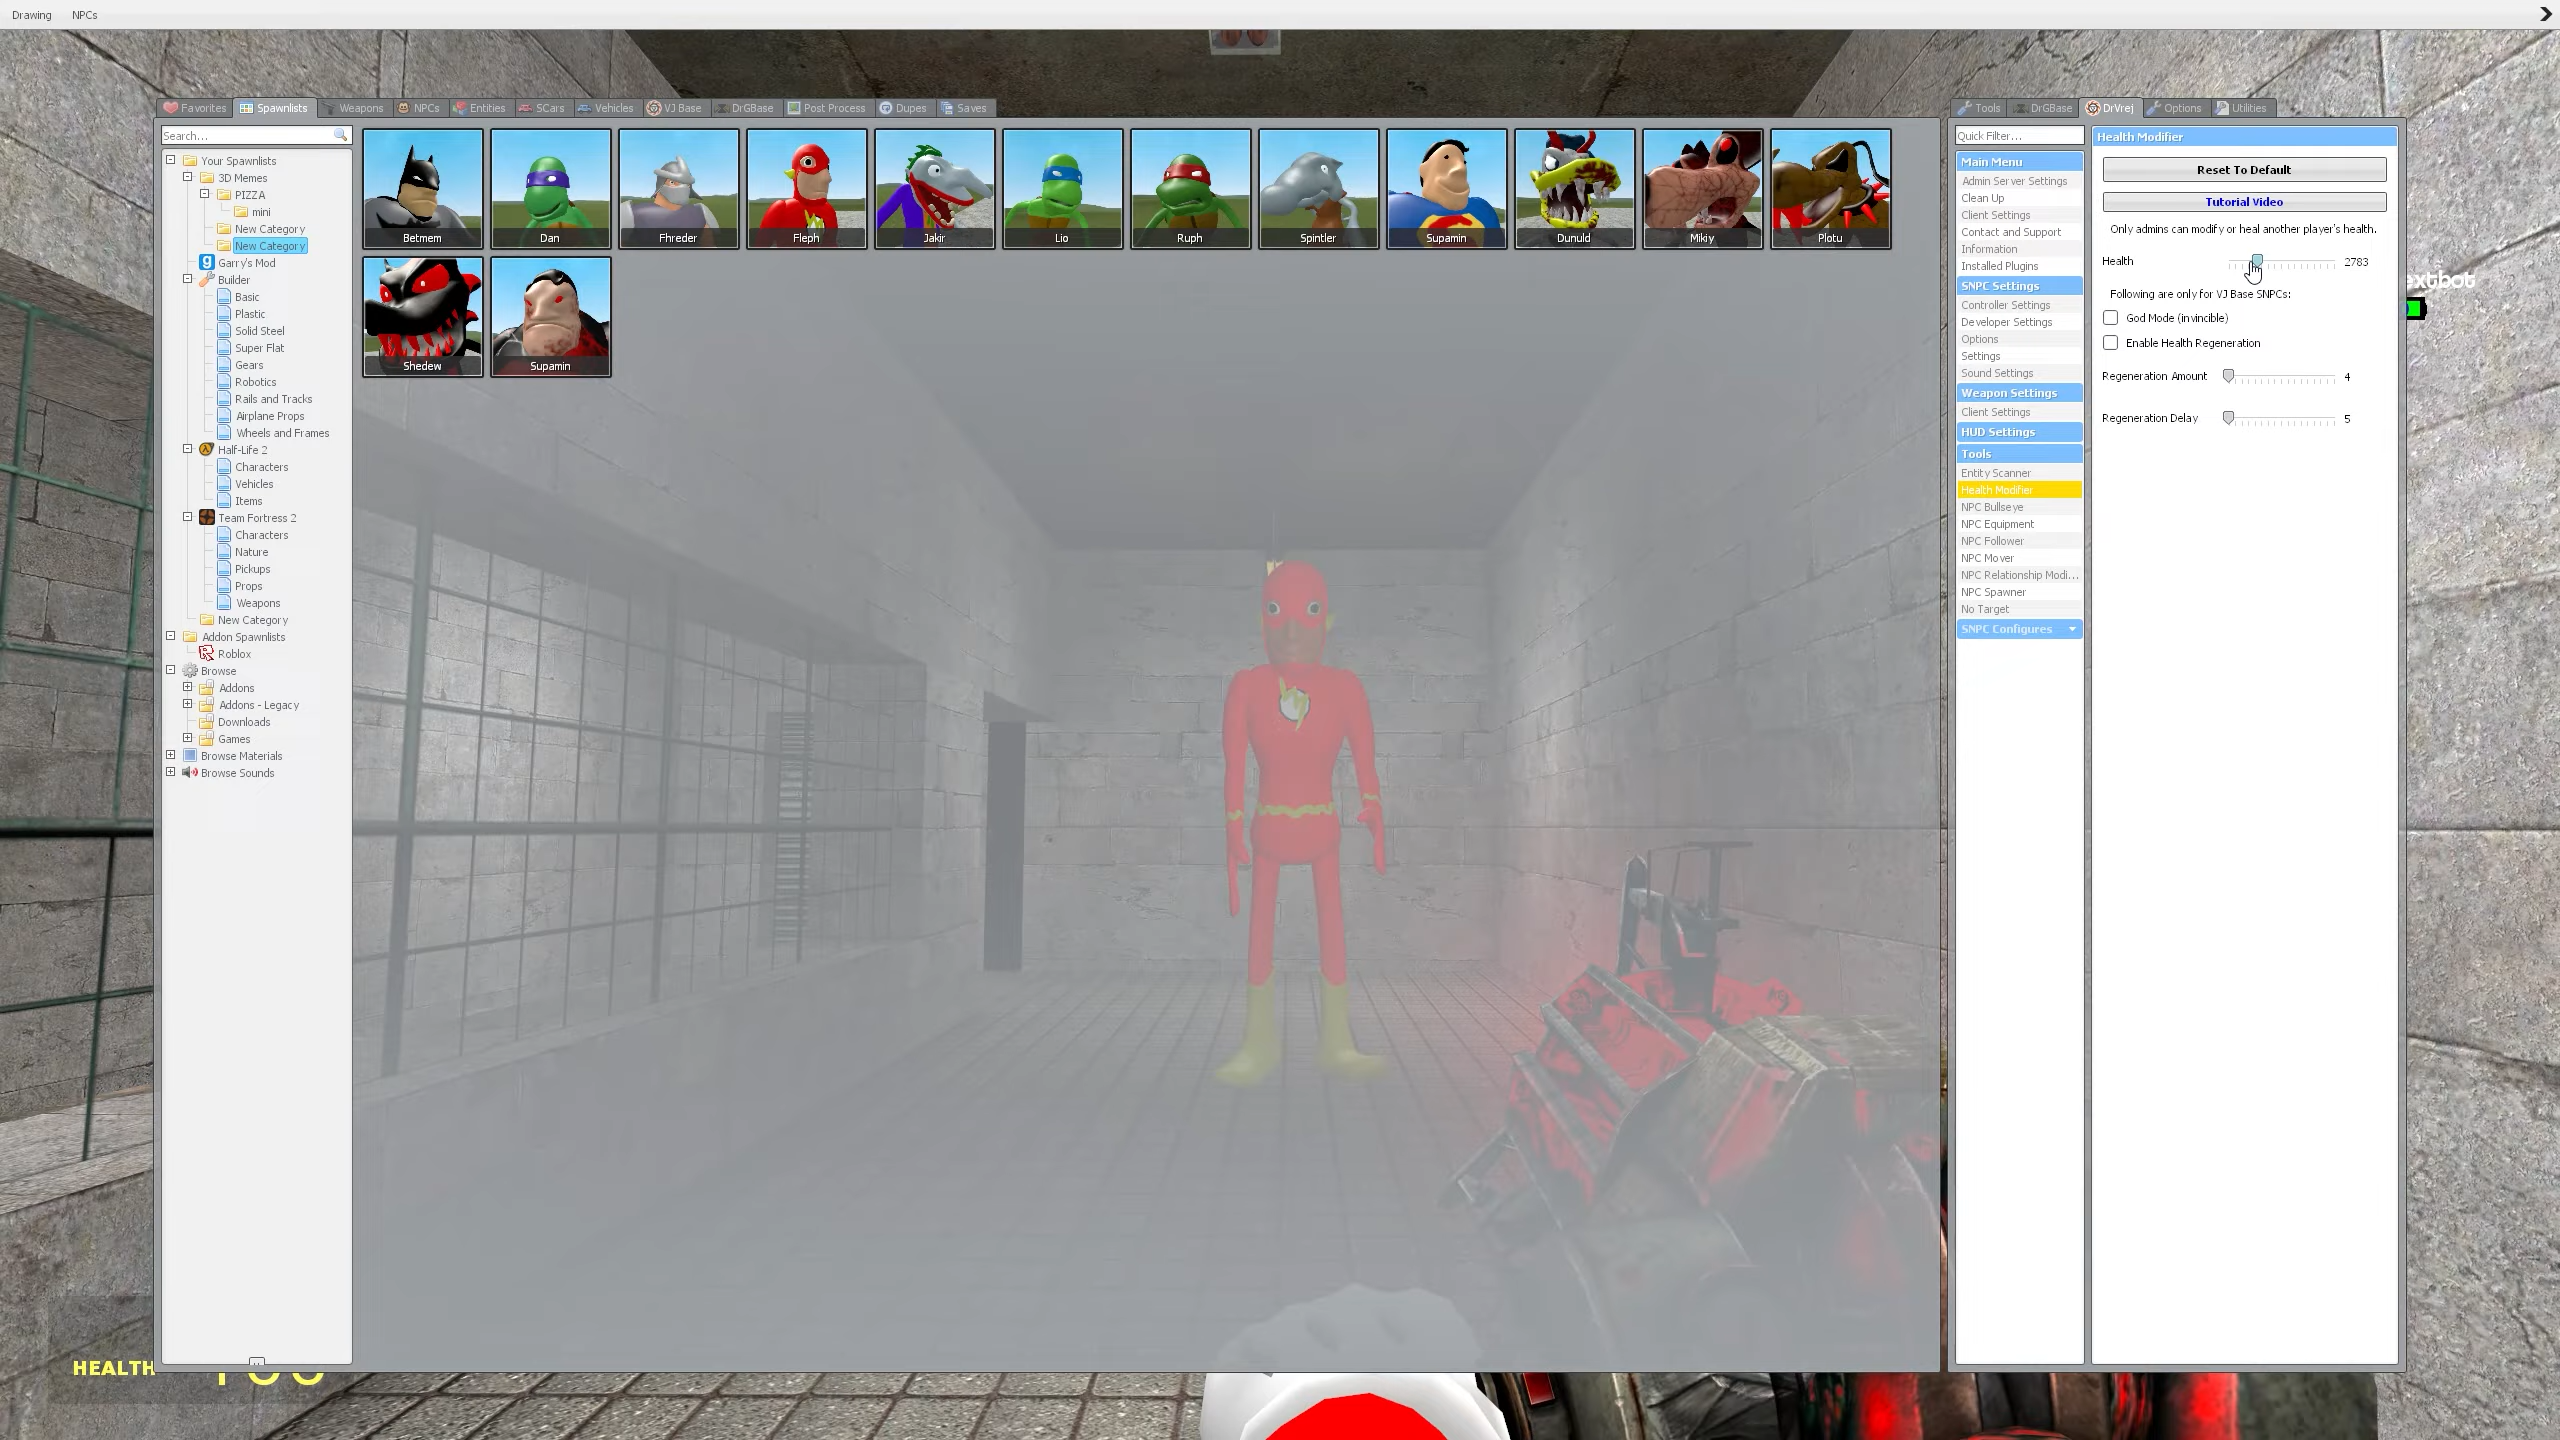 Drawing NPCs
Favorites Spawnlists Weapons NPCs Entities SCars Vehicles VJ Base DrGBase Post Process Dupes Saves
Search...
Your Spawnlists
3D Memes
PIZZA
mini
New Category
New Category
Garry's Mod
Builder
Basic
Plastic
Solid Steel
Super Flat
Gears
Robotics
Rails and Tracks
Airplane Props
Wheels and Frames
Half-Life 2
Characters
Vehicles
Items
Team Fortress 2
Characters
Nature
Pickups
Props
Weapons
New Category
Addon Spawnlists
Roblox
Browse
Addons
Addons - Legacy
Downloads
Games
Browse Materials
Browse Sounds
Betmem Dan Fhreder Fleph Jakir Lio Ruph Spintler Supamin Dunuld Mikiy Plotu
Shedew Supamin
Tools DrGBase DrVrej Options Utilities
Quick Filter...
Main Menu
Admin Server Settings
Clean Up
Client Settings
Contact and Support
Information
Installed Plugins
SNPC Settings
Controller Settings
Developer Settings
Options
Settings
Sound Settings
Weapon Settings
Client Settings
HUD Settings
Tools
Entity Scanner
Health Modifier
NPC Bullseye
NPC Equipment
NPC Follower
NPC Mover
NPC Relationship Modi...
NPC Spawner
No Target
SNPC Configures
Health Modifier
Reset To Default
Tutorial Video
Only admins can modify or heal another player's health.
Health 2783
Following are only for VJ Base SNPCs:
God Mode (invincible)
Enable Health Regeneration
Regeneration Amount 4
Regeneration Delay 5
extbot
HEALTH